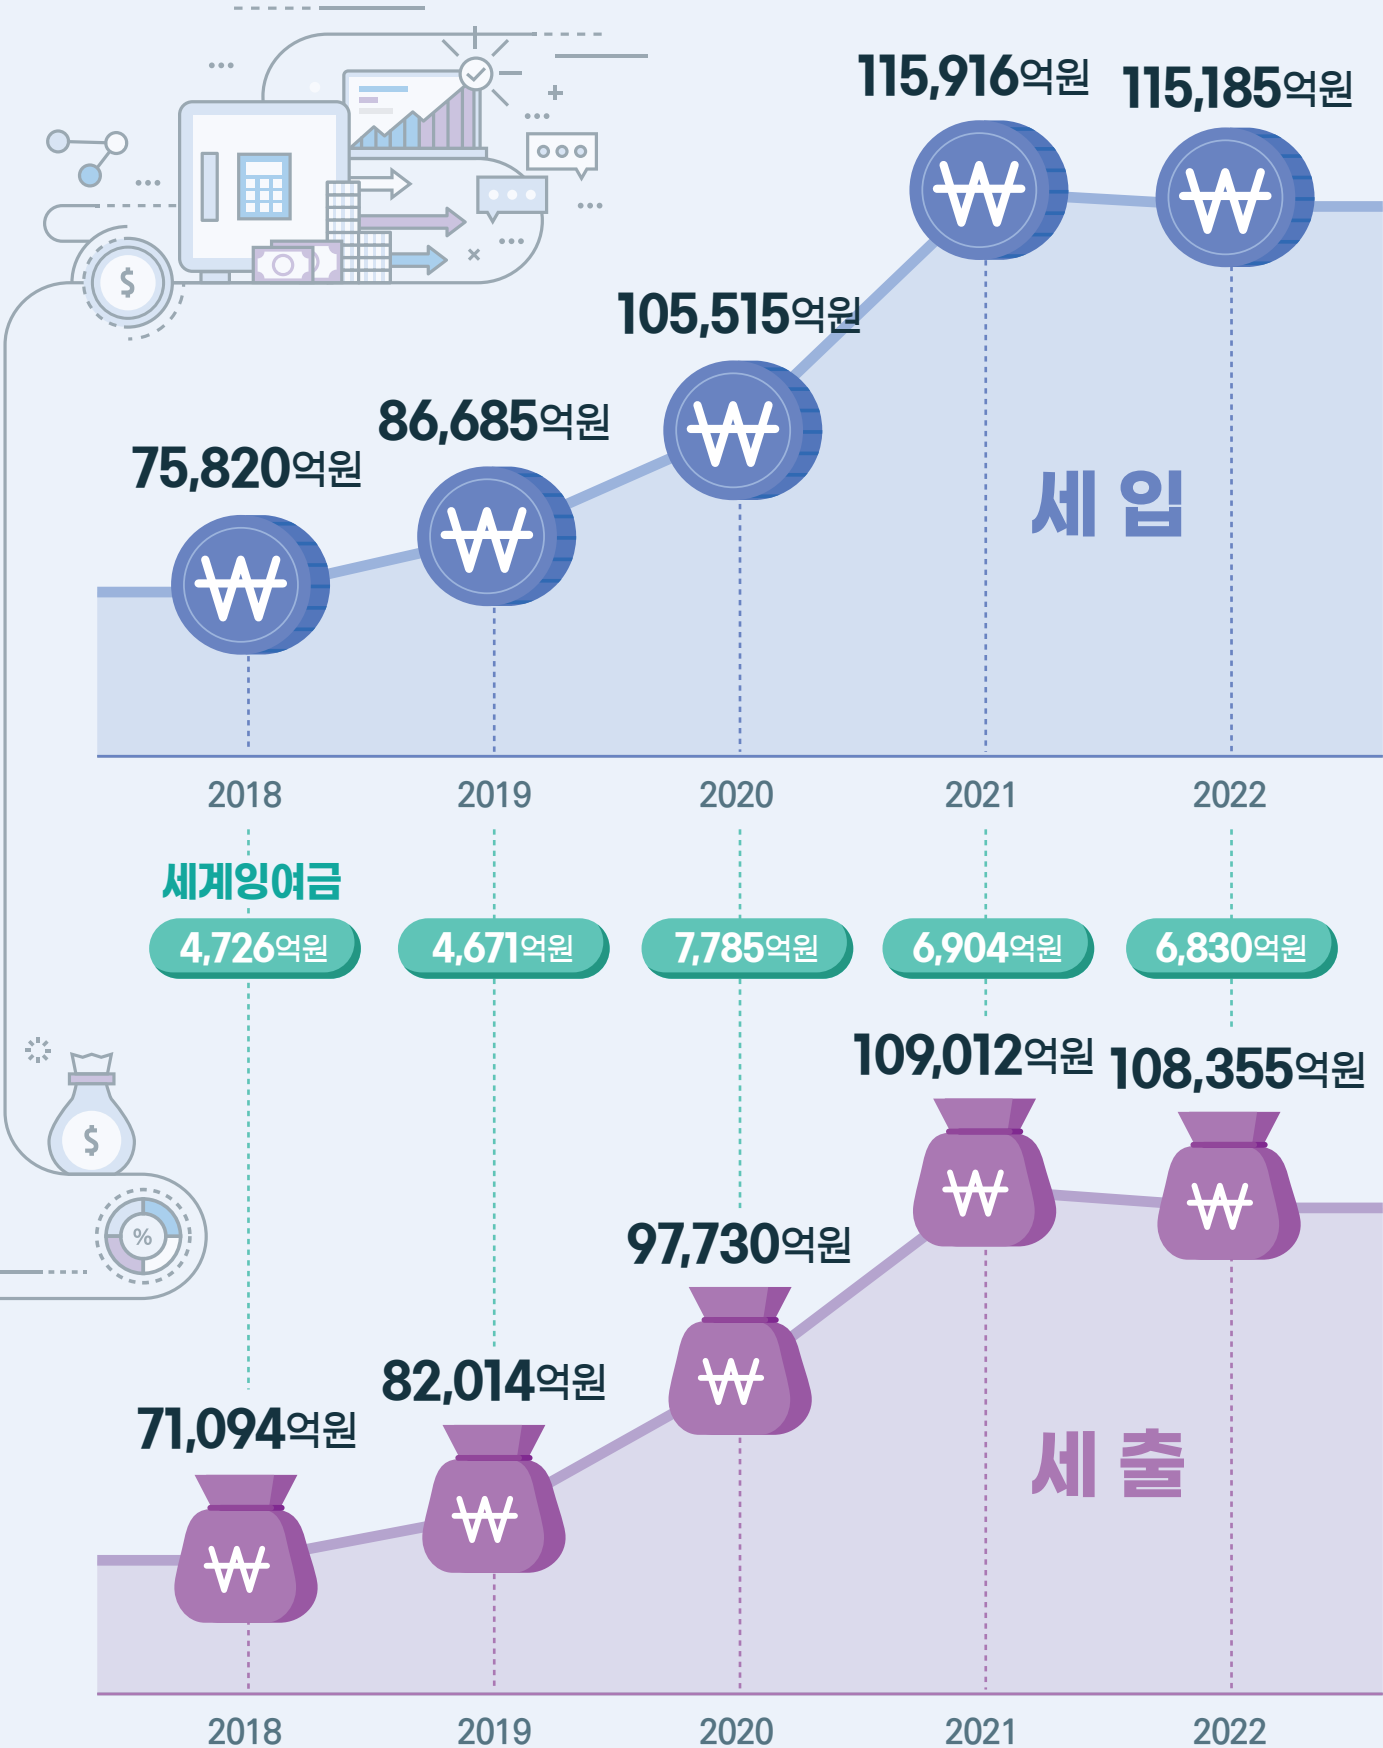 115,916억원
115,185억원
105,515억원
86,685억원
75,820억원
세 입
$
2018 2019 2020 2021 2022
세계잉여금
4,726억원 4,671억원 7,785억원 6,904억원 6,830억원
109,012억원
108,355억원
$
97,730억원
%
82,014억원
71,094억원
세 출
2018 2019 2020 2021 2022